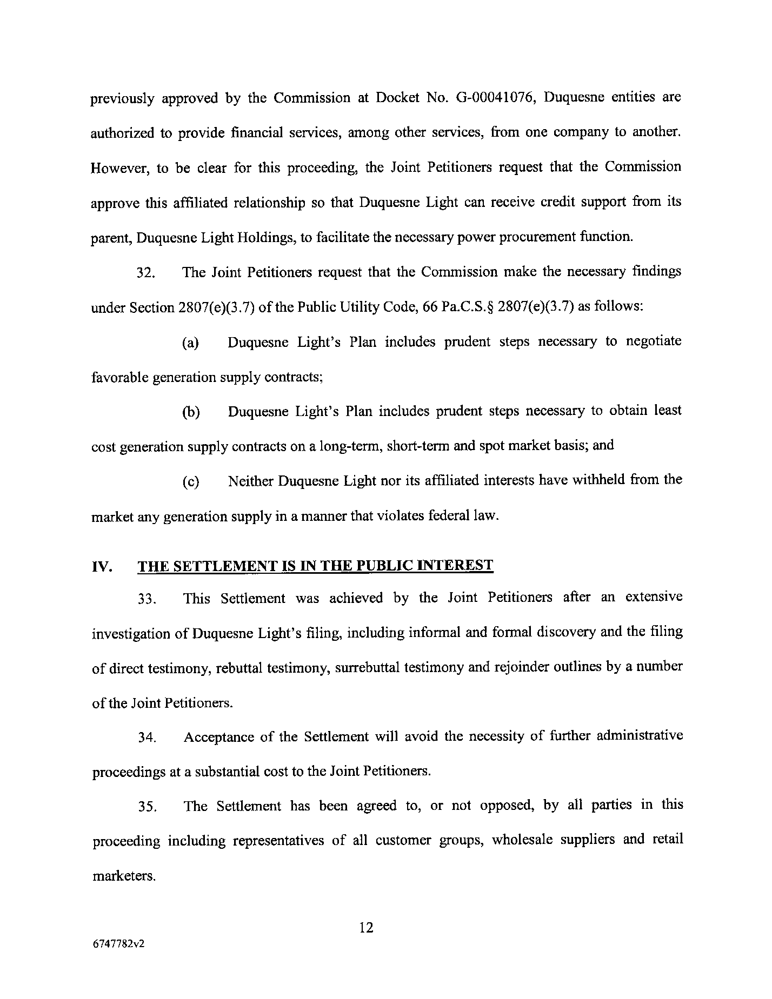 previously approved by the Commission at Docket No. G-00041076, Duquesne entities are
authorized to provide financial services, among other services, from one company to another.
However, to be clear for this proceeding, the Joint Petitioners request that the Commission
approve this affiliated relationship so that Duquesne Light can receive credit support from its
parent, Duquesne Light Holdings, to facilitate the necessary power procurement function.
32. The Joint Petitioners request that the Commission make the necessary findings
under Section 2807(e)(3.7) of the Public Utility Code, 66 Pa.C.S.§ 2807(e)(3.7) as follows:
(a) Duquesne Light's Plan includes prudent steps necessary to negotiate
favorable generation supply contracts;
(b) Duquesne Light's Plan includes prudent steps necessary to obtain least
cost generation supply contracts on a long-term, short-term and spot market basis; and
(c) Neither Duquesne Light nor its affiliated interests have withheld from the
market any generation supply in a manner that violates federal law.
IV. THE SETTLEMENT IS IN THE PUBLIC INTEREST
33. This Settlement was achieved by the Joint Petitioners after an extensive
investigation of Duquesne Light's filing, including informal and formal discovery and the filing
of direct testimony, rebuttal testimony, surrebuttal testimony and rejoinder outlines by a number
of the Joint Petitioners.
34. Acceptance of the Settlement will avoid the necessity of further administrative
proceedings at a substantial cost to the Joint Petitioners.
35. The Settlement has been agreed to, or not opposed, by all parties in this
proceeding including representatives of all customer groups, wholesale suppliers and retail
marketers.
12
6747782v2